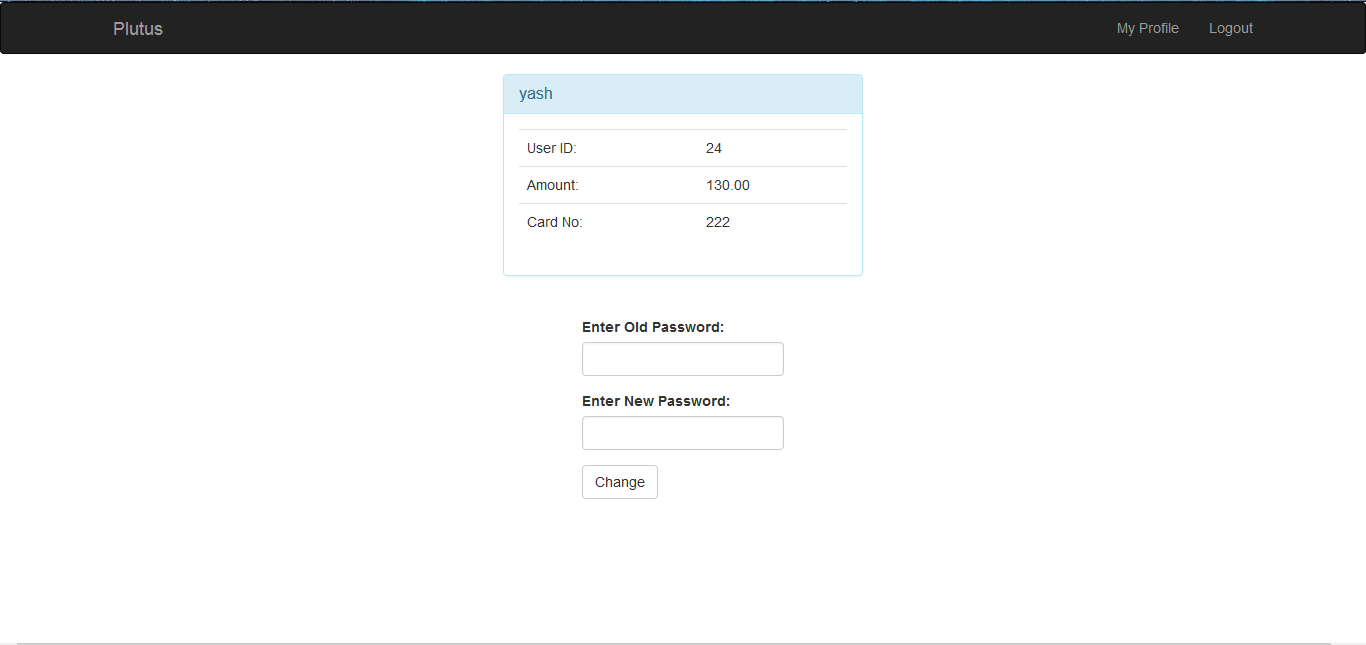 Plutus My Profile Logout
yash
User ID: 24
Amount: 130.00
Card No: 222
Enter Old Password:
Enter New Password:
Change